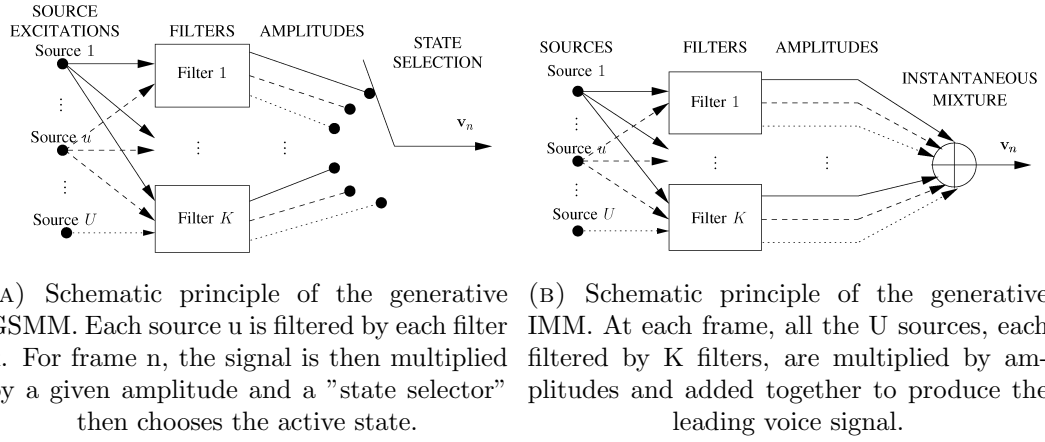 SOURCE
EXCITATIONS
FILTERS
AMPLITUDES
Source 1
Filter 1
STATE
SELECTION
⋮
Source u
⋮
⋮
v_n
⋮
Source U
Filter K
SOURCES
FILTERS
AMPLITUDES
Source 1
Filter 1
INSTANTANEOUS
MIXTURE
⋮
Source u
⋮
⋮
v_n
⋮
Source U
Filter K
A) Schematic principle of the generative
GSMM. Each source u is filtered by each filter
. For frame n, the signal is then multiplied
by a given amplitude and a ”state selector”
then chooses the active state.
(B) Schematic principle of the generative
IMM. At each frame, all the U sources, each
filtered by K filters, are multiplied by am-
plitudes and added together to produce the
leading voice signal.